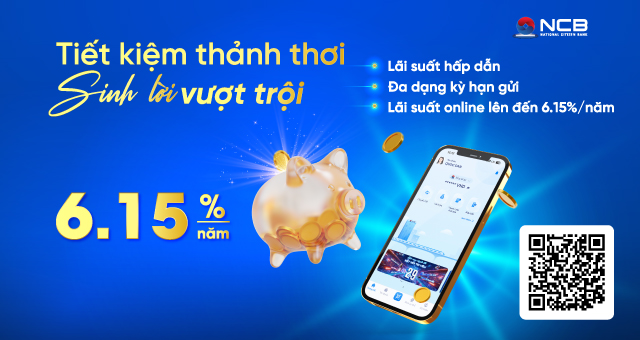 NCB
NATIONAL CITIZEN BANK
Tiết kiệm thảnh thơi
Sinh lời vượt trội
Lãi suất hấp dẫn
Đa dạng kỳ hạn gửi
Lãi suất online lên đến 6.15%/năm
6.15%
năm
29